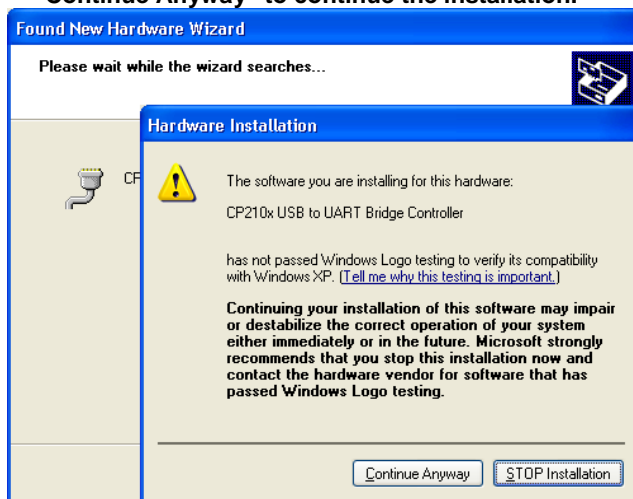 Continue Anyway" to continue the installation.
Found New Hardware Wizard
Please wait while the wizard searches...
Hardware Installation
CP
The software you are installing for this hardware:
CP210x USB to UART Bridge Controller
has not passed Windows Logo testing to verify its compatibility
with Windows XP. (Tell me why this testing is important.)
Continuing your installation of this software may impair
or destabilize the correct operation of your system
either immediately or in the future. Microsoft strongly
recommends that you stop this installation now and
contact the hardware vendor for software that has
passed Windows Logo testing.
Continue Anyway
STOP Installation